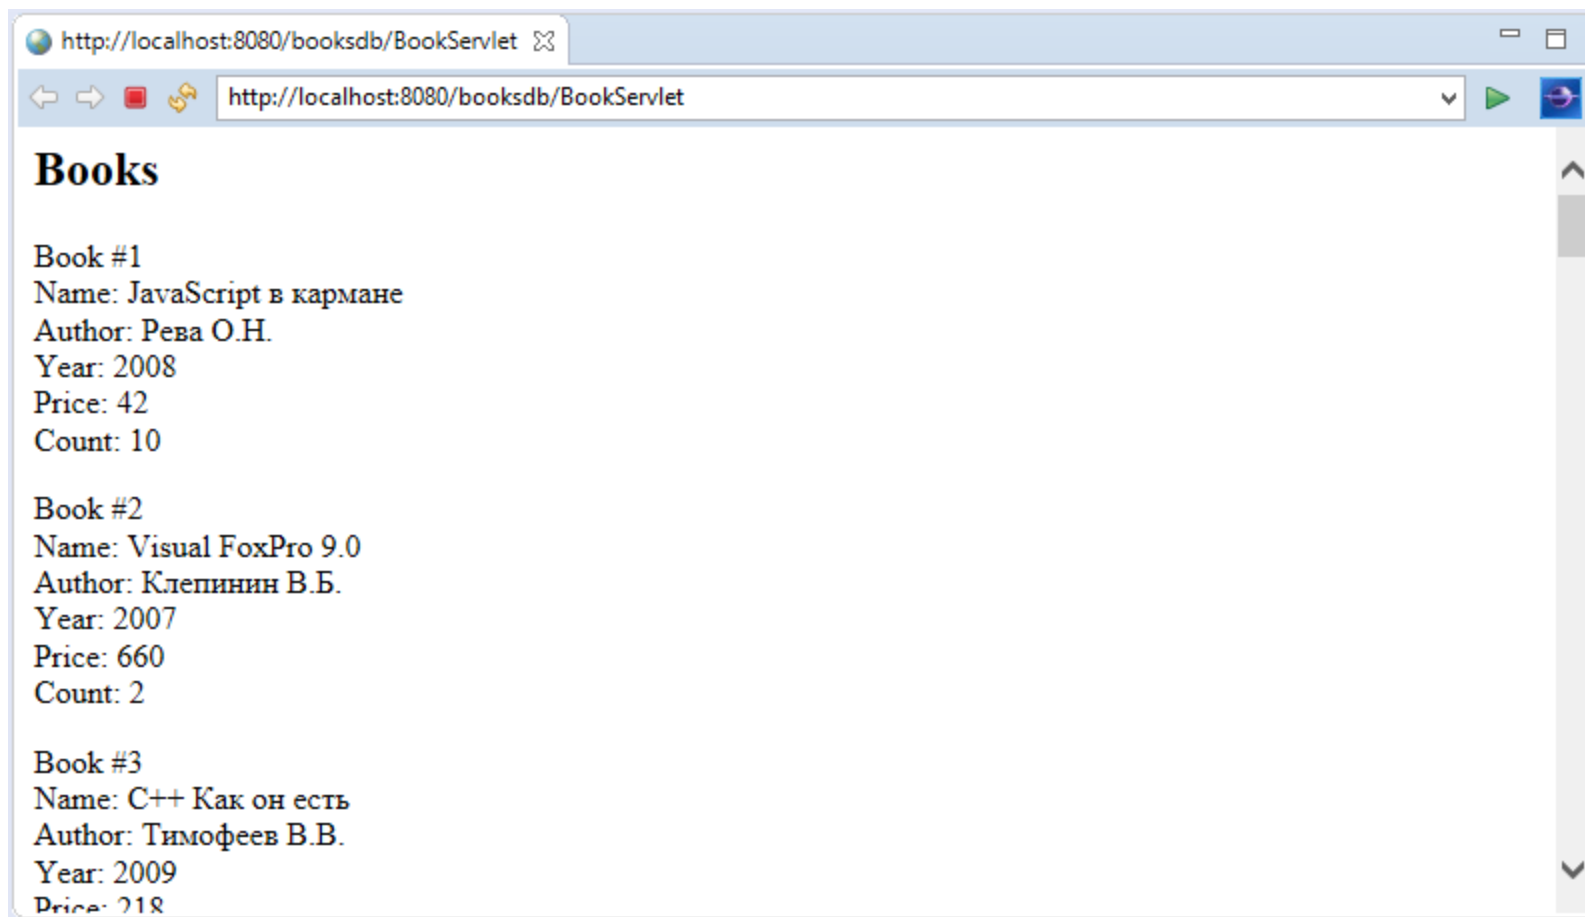 http://localhost:8080/booksdb/BookServlet
http://localhost:8080/booksdb/BookServlet
Books
Book #1
Name: JavaScript в кармане
Author: Рева О.Н.
Year: 2008
Price: 42
Count: 10
Book #2
Name: Visual FoxPro 9.0
Author: Клепинин В.Б.
Year: 2007
Price: 660
Count: 2
Book #3
Name: C++ Как он есть
Author: Тимофеев В.В.
Year: 2009
Price: 218